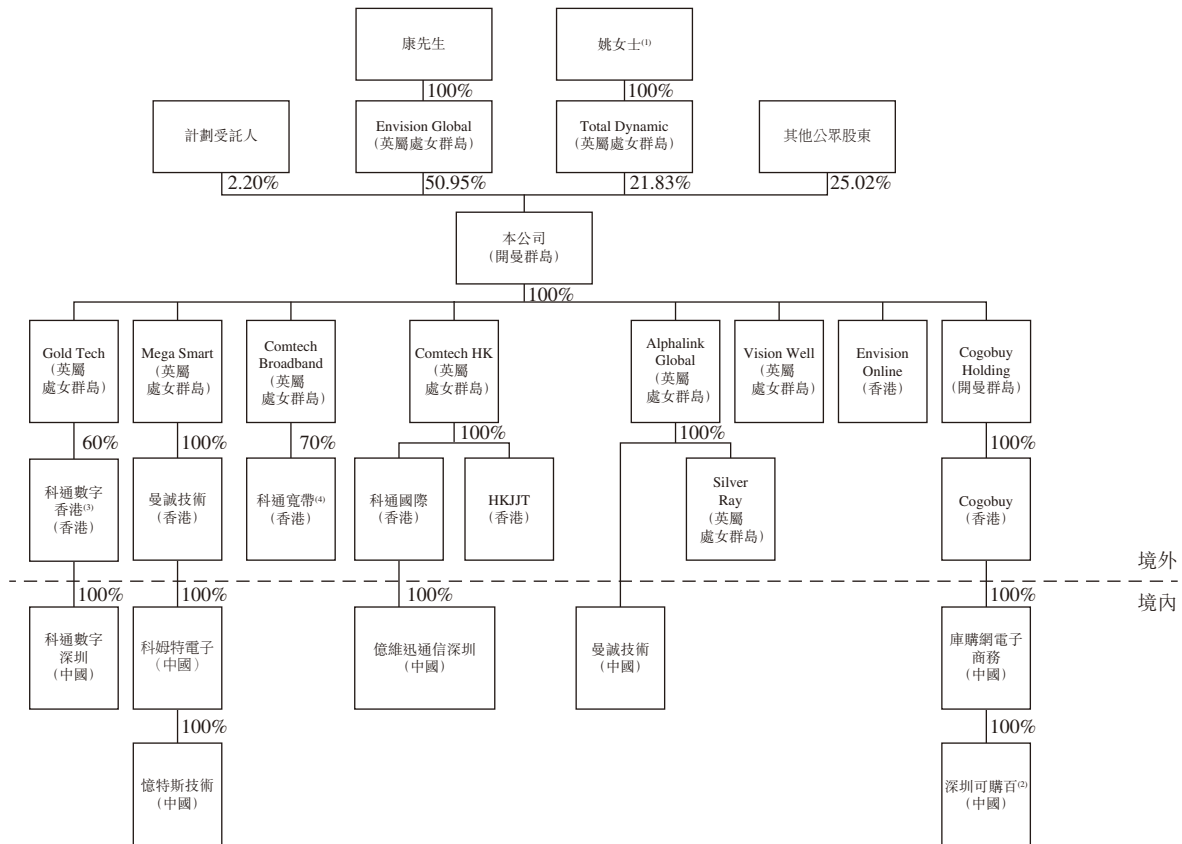 康先生
姚女士(1)
100%
100%
計劃受託人
Envision Global
(英屬處女群島)
Total Dynamic
(英屬處女群島)
其他公眾股東
2.20%
50.95%
21.83%
25.02%
本公司
(開曼群島)
100%
Gold Tech
(英屬
處女群島)
Mega Smart
(英屬
處女群島)
Comtech
Broadband
(英屬
處女群島)
Comtech HK
(英屬
處女群島)
Alphalink
Global
(英屬
處女群島)
Vision Well
(英屬
處女群島)
Envision
Online
(香港)
Cogobuy
Holding
(開曼群島)
60%
100%
70%
100%
100%
100%
科通數字
香港(3)
(香港)
曼誠技術
(香港)
科通寬帶(4)
(香港)
科通國際
(香港)
HKJJT
(香港)
Silver
Ray
(英屬
處女群島)
Cogobuy
(香港)
境外
境內
100%
100%
100%
100%
科通數字
深圳
(中國)
科姆特電子
(中國)
億維迅通信深圳
(中國)
曼誠技術
(中國)
庫購網電子
商務
(中國)
100%
100%
憶特斯技術
(中國)
深圳可購百(2)
(中國)